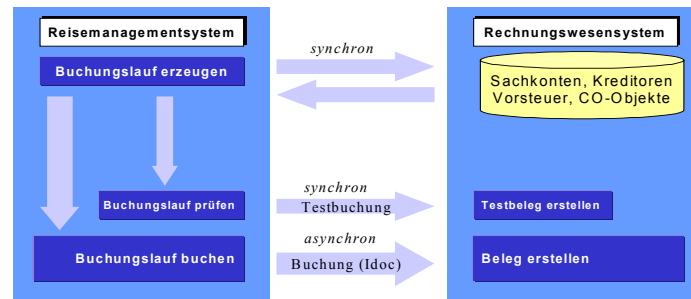 Reisemanagementsystem
synchron
Rechnungswesensystem
Buchungslauf erzeugen
Sachkonten, Kreditoren
Vorsteuer, CO-Objekte
synchron
Buchungslauf prüfen
Testbuchung
Testbeleg erstellen
asynchron
Buchungslauf buchen
Buchung (Idoc)
Beleg erstellen